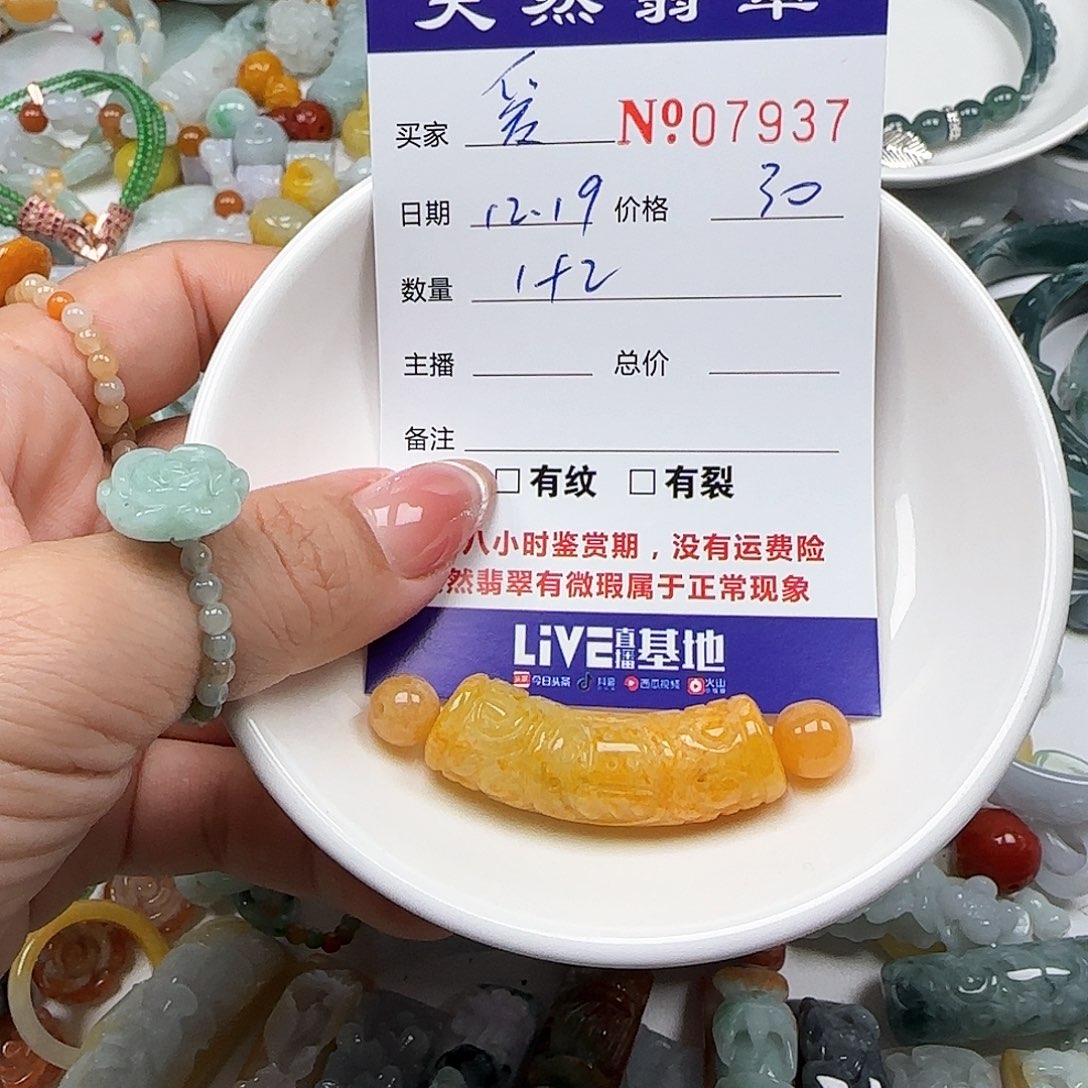 天然翡翠
买家 爱 Nº07937
日期 12.19 价格 30
数量 1+2
主播 总价
备注
□有纹 □有裂
八小时鉴赏期，没有运费险
然翡翠有微瑕属于正常现象
LiVE直播基地
头条 今日头条 抖音 西瓜视频 火山